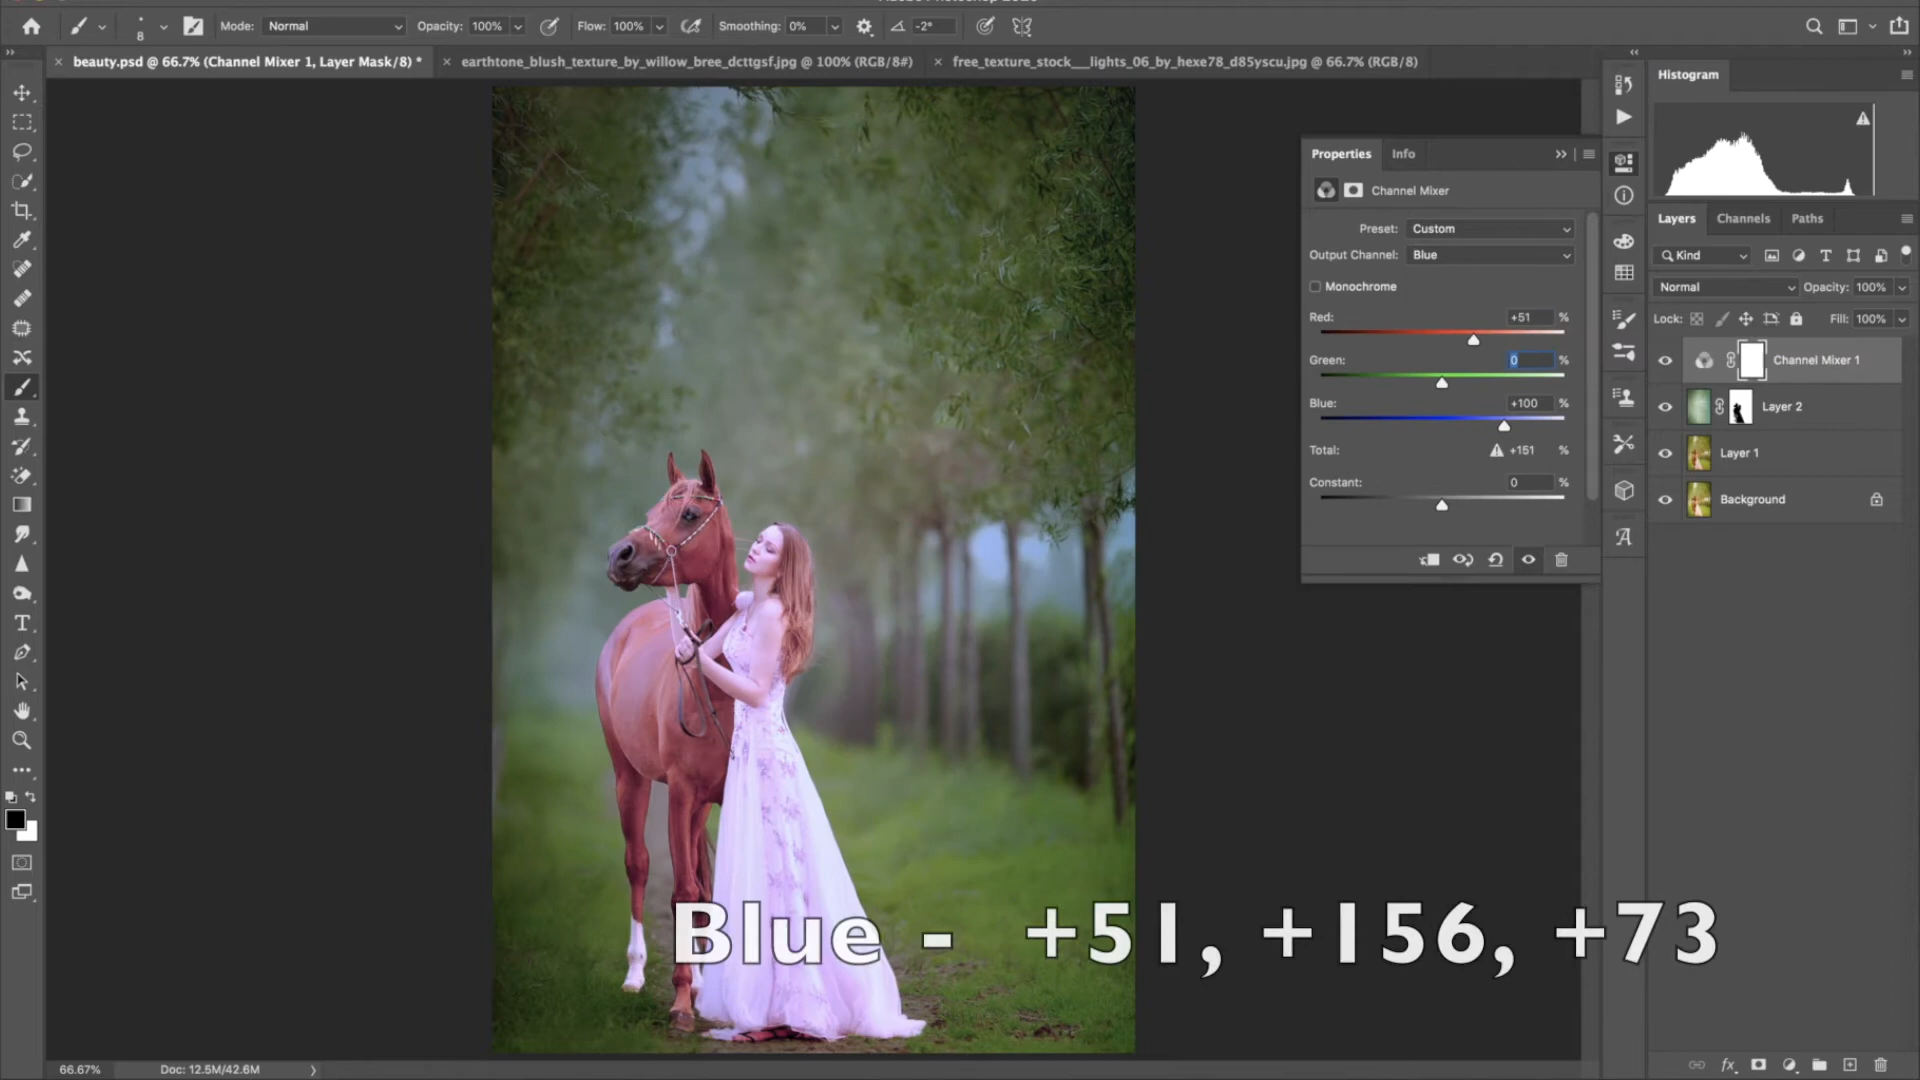 8
Mode: Normal
Opacity: 100%
Flow: 100%
Smoothing: 0%
-2°
beauty.psd @ 66.7% (Channel Mixer 1, Layer Mask/8) *
earthtone_blush_texture_by_willow_bree_dcttgsf.jpg @ 100% (RGB/8#)
free_texture_stock__lights_06_by_hexe78_d85yscu.jpg @ 66.7% (RGB/8)
Histogram
Properties
Info
Channel Mixer
Preset: Custom
Output Channel: Blue
Monochrome
Red: +51 %
Green: 0 %
Blue: +100 %
Total: +151 %
Constant: 0 %
Layers
Channels
Paths
Kind
Normal
Opacity: 100%
Lock:
Fill: 100%
Channel Mixer 1
Layer 2
Layer 1
Background
Blue - +51, +156, +73
66.67%
Doc: 12.5M/42.6M
fx